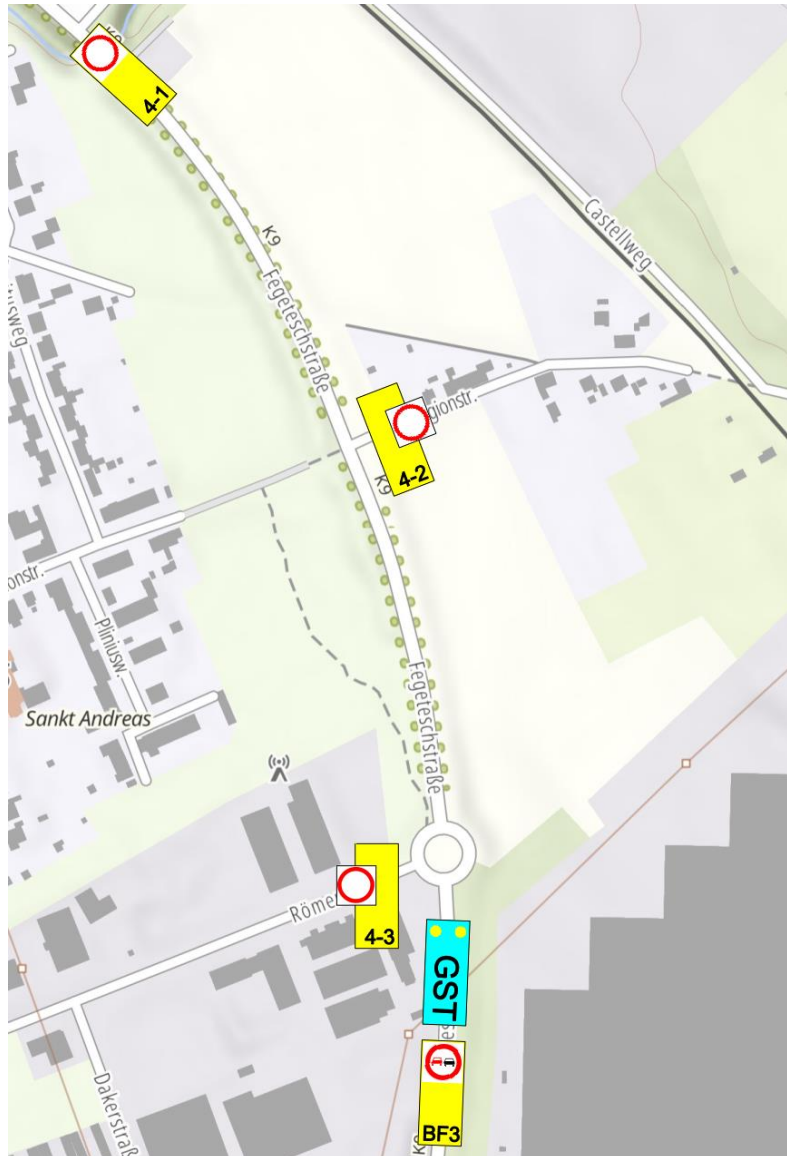 4-1
K9
Fegeteschstraße
Castellweg
gionstr.
4-2
K9
onstr.
Pliniusw.
Sankt Andreas
Fegeteschstraße
Röme
4-3
GST
Dakerstraß
BF3